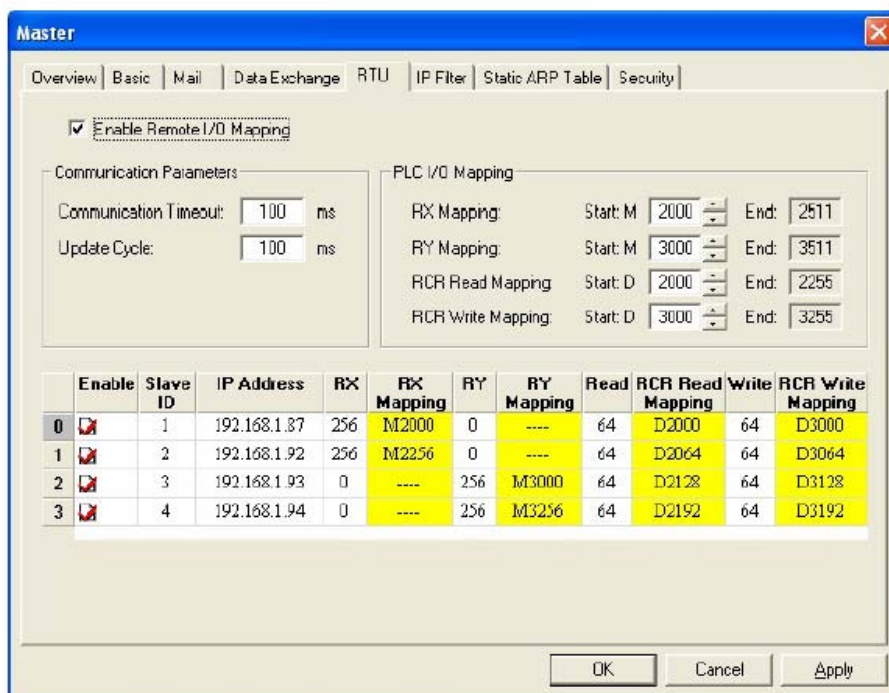 Master
Overview Basic Mail Data Exchange RTU IP Filter Static ARP Table Security
Enable Remote I/O Mapping
Communication Parameters
Communication Timeout: 100 ms
Update Cycle: 100 ms
PLC I/O Mapping
RX Mapping: Start: M 2000 End: 2511
RY Mapping: Start: M 3000 End: 3511
RCR Read Mapping: Start: D 2000 End: 2255
RCR Write Mapping: Start: D 3000 End: 3255
Enable Slave ID IP Address RX RX Mapping RY RY Mapping Read RCR Read Mapping Write RCR Write Mapping
0 1 192.168.1.87 256 M2000 0 ---- 64 D2000 64 D3000
1 2 192.168.1.92 256 M2256 0 ---- 64 D2064 64 D3064
2 3 192.168.1.93 0 ---- 256 M3000 64 D2128 64 D3128
3 4 192.168.1.94 0 ---- 256 M3256 64 D2192 64 D3192
OK Cancel Apply